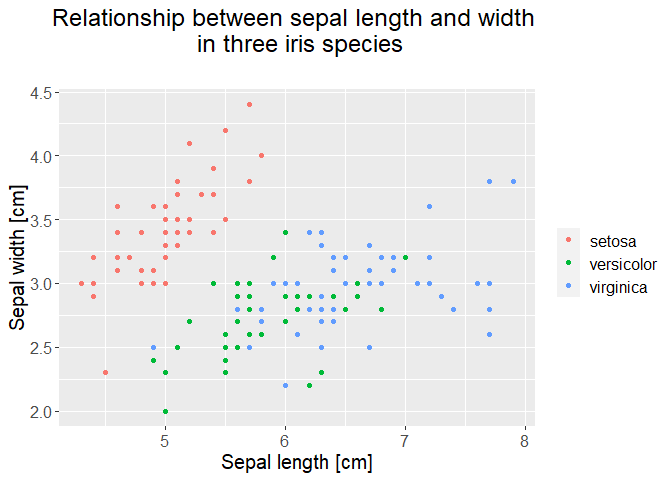 Relationship between sepal length and width
in three iris species
4.5
4.0
3.5
3.0
2.5
2.0
Sepal width [cm]
5 6 7 8
Sepal length [cm]
setosa
versicolor
virginica